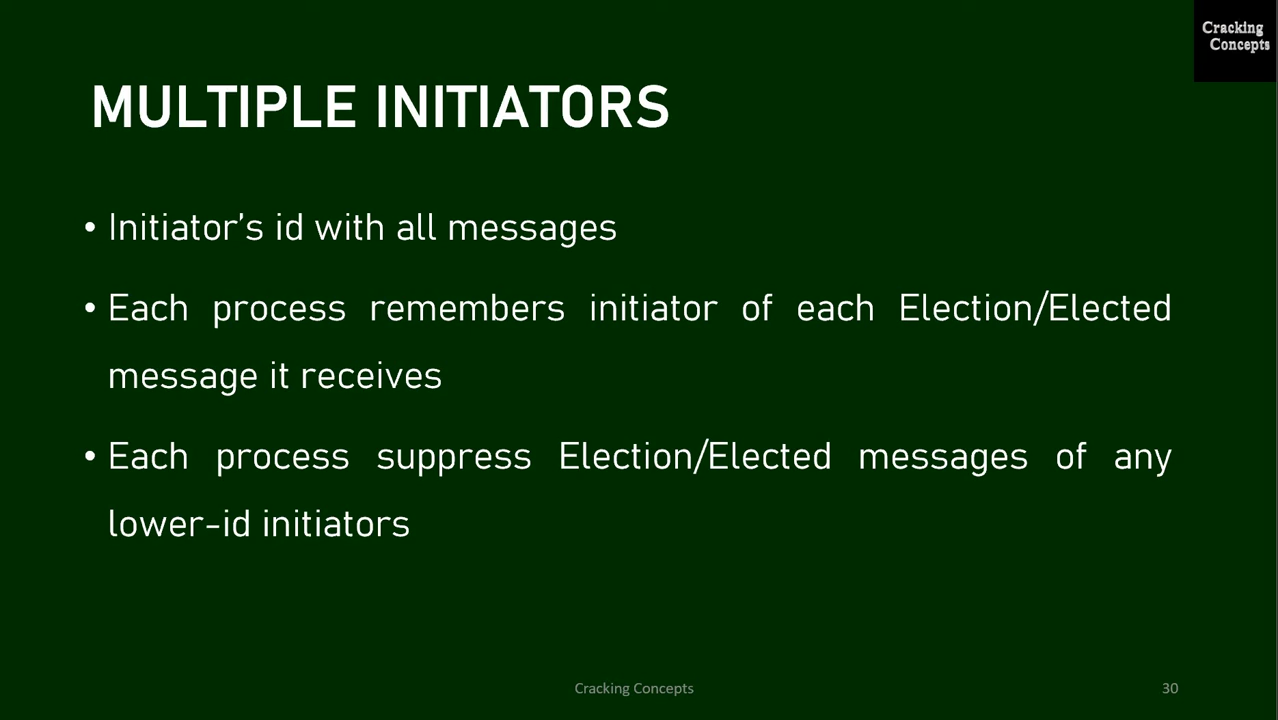 Cracking
Concepts
MULTIPLE INITIATORS
• Initiator's id with all messages
• Each process remembers initiator of each Election/Elected
message it receives
• Each process suppress Election/Elected messages of any
lower-id initiators
Cracking Concepts
30